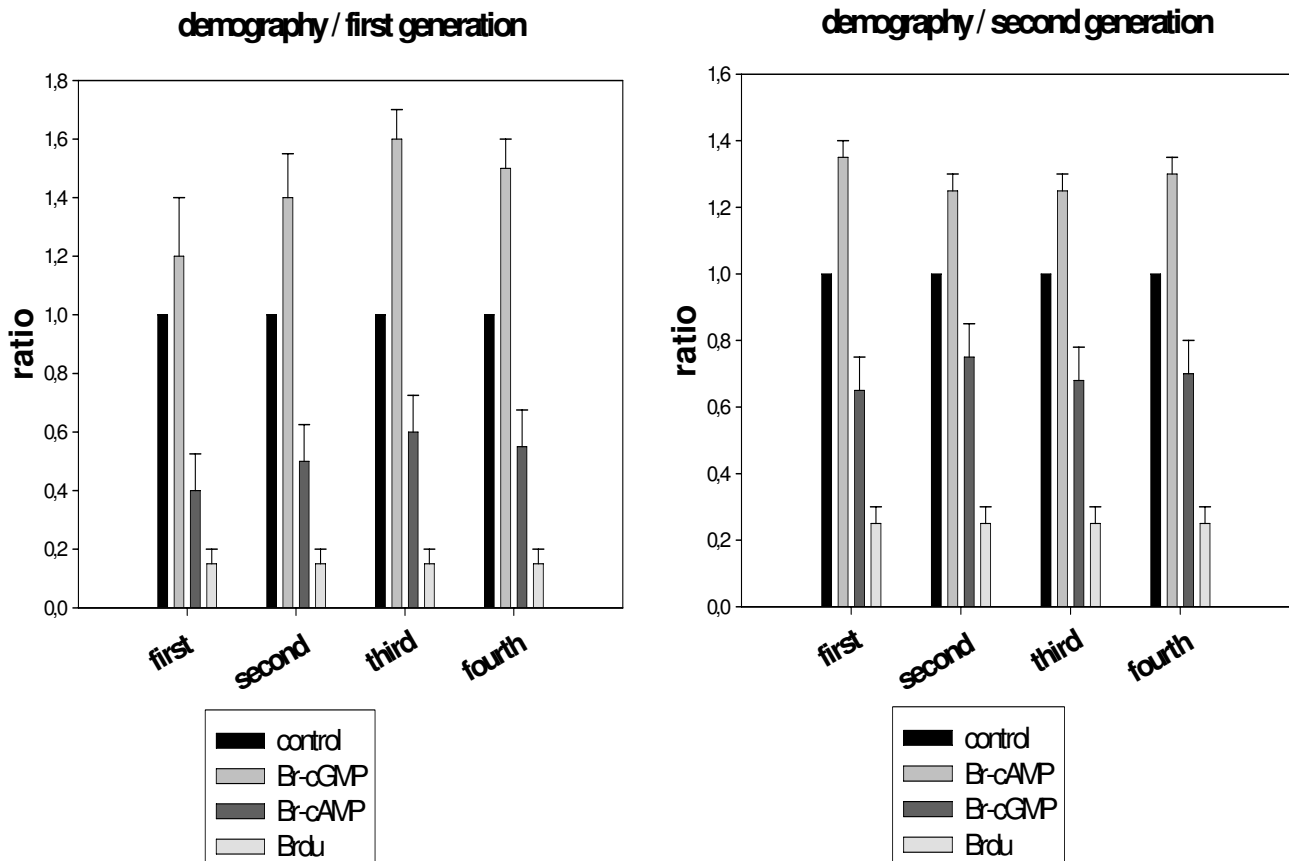 demography / first generation
1,8
1,6
1,4
1,2
1,0
0,8
0,6
0,4
0,2
0,0
ratio
first
second
third
fourth
control
Br-cGMP
Br-cAMP
Brdu
demography / second generation
1,6
1,4
1,2
1,0
0,8
0,6
0,4
0,2
0,0
ratio
first
second
third
fourth
control
Br-cAMP
Br-cGMP
Brdu